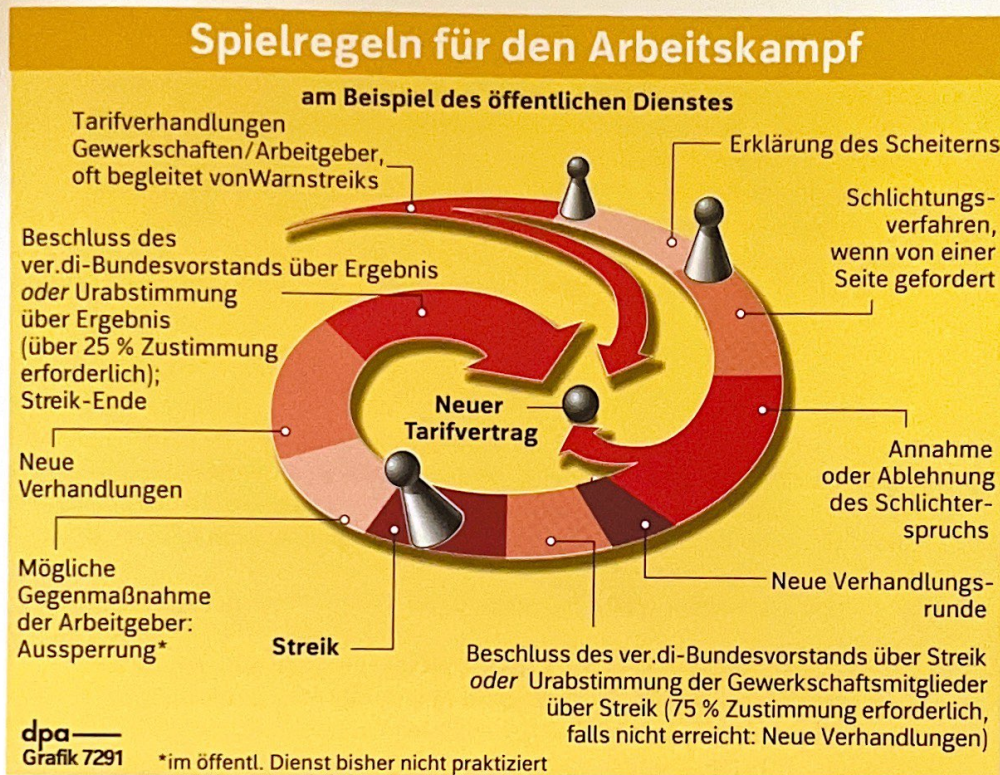 Spielregeln für den Arbeitskampf
am Beispiel des öffentlichen Dienstes
Tarifverhandlungen
Gewerkschaften/Arbeitgeber,
oft begleitet vonWarnstreiks
Erklärung des Scheiterns
Schlichtungs-
verfahren,
wenn von einer
Seite gefordert
Annahme
oder Ablehnung
des Schlichter-
spruchs
Neue Verhandlungs-
runde
Beschluss des ver.di-Bundesvorstands über Streik
oder Urabstimmung der Gewerkschaftsmitglieder
über Streik (75 % Zustimmung erforderlich,
falls nicht erreicht: Neue Verhandlungen)
Streik
Mögliche
Gegenmaßnahme
der Arbeitgeber:
Aussperrung*
Neue
Verhandlungen
Beschluss des
ver.di-Bundesvorstands über Ergebnis
oder Urabstimmung
über Ergebnis
(über 25 % Zustimmung
erforderlich);
Streik-Ende
Neuer
Tarifvertrag
dpa
Grafik 7291
*im öffentl. Dienst bisher nicht praktiziert